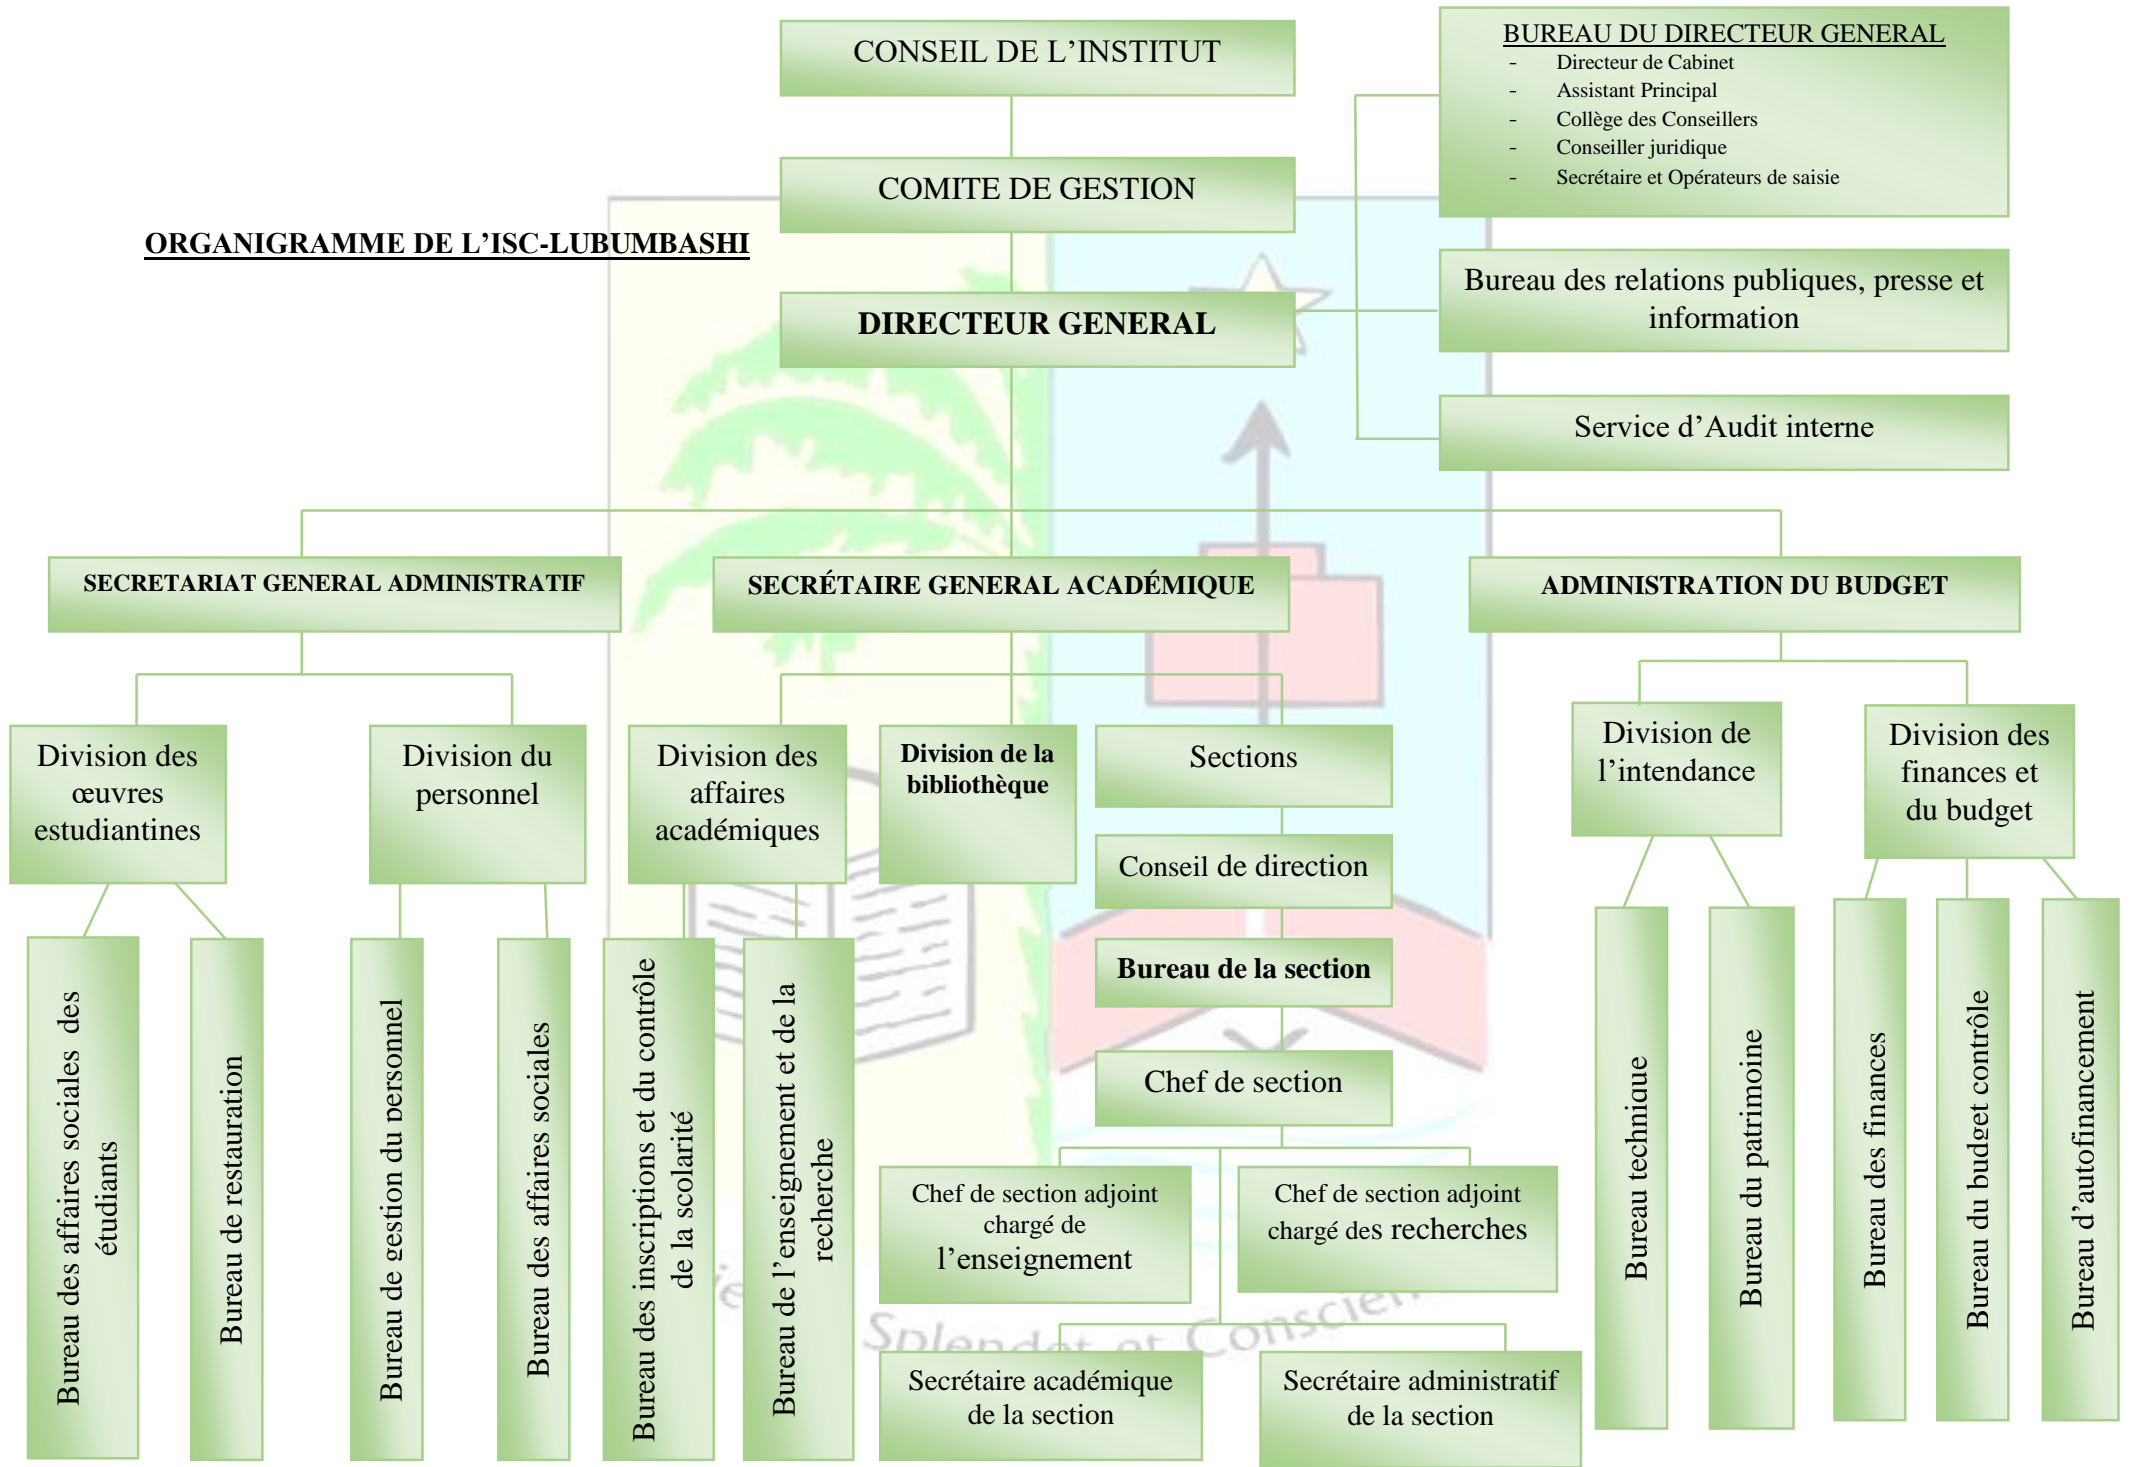 CONSEIL DE L’INSTITUT
BUREAU DU DIRECTEUR GENERAL
- Directeur de Cabinet
- Assistant Principal
- Collège des Conseillers
- Conseiller juridique
- Secrétaire et Opérateurs de saisie
COMITE DE GESTION
ORGANIGRAMME DE L’ISC-LUBUMBASHI
DIRECTEUR GENERAL
Bureau des relations publiques, presse et
information
Service d’Audit interne
SECRETARIAT GENERAL ADMINISTRATIF
SECRÉTAIRE GENERAL ACADÉMIQUE
ADMINISTRATION DU BUDGET
Division des
œuvres
estudiantines
Division du
personnel
Division des
affaires
académiques
Division de la
bibliothèque
Sections
Division de
l’intendance
Division des
finances et
du budget
Conseil de direction
Bureau de la section
Chef de section
Chef de section adjoint
chargé de
l’enseignement
Chef de section adjoint
chargé des recherches
Secrétaire académique
de la section
Secrétaire administratif
de la section
Bureau des affaires sociales des
étudiants
Bureau de restauration
Bureau de gestion du personnel
Bureau des affaires sociales
Bureau des inscriptions et du contrôle
de la scolarité
Bureau de l’enseignement et de la
recherche
Bureau technique
Bureau du patrimoine
Bureau des finances
Bureau du budget contrôle
Bureau d’autofinancement
Splendet et